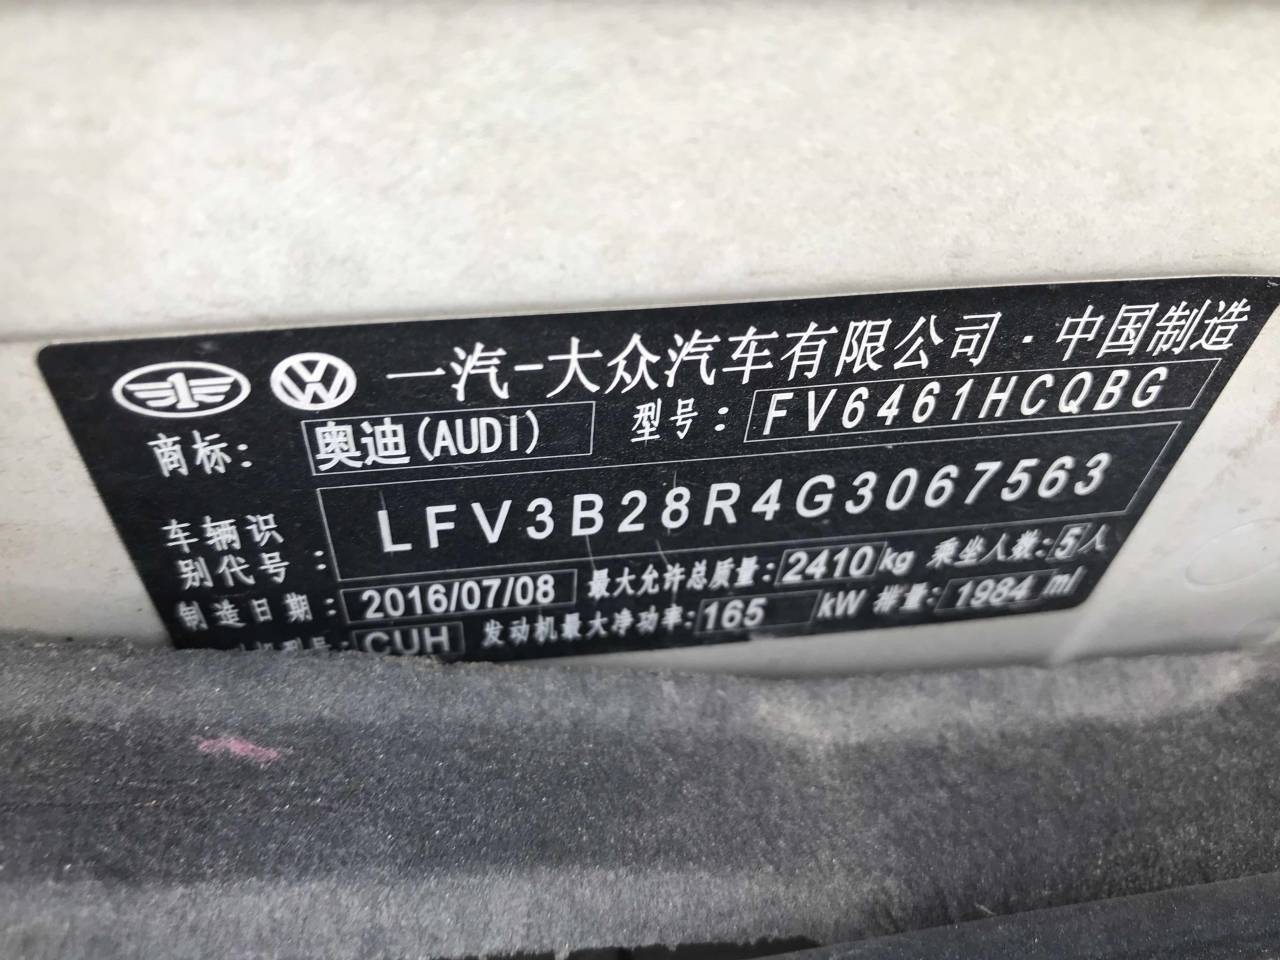 一汽-大众汽车有限公司·中国制造
商标: 奥迪(AUDI) 型号: FV6461HCQBG
车辆识别代号: LFV3B28R4G3067563
制造日期: 2016/07/08 最大允许总质量: 2410 kg 乘坐人数: 5人
型号: CUH 发动机最大净功率: 165 kW 排量: 1984 ml